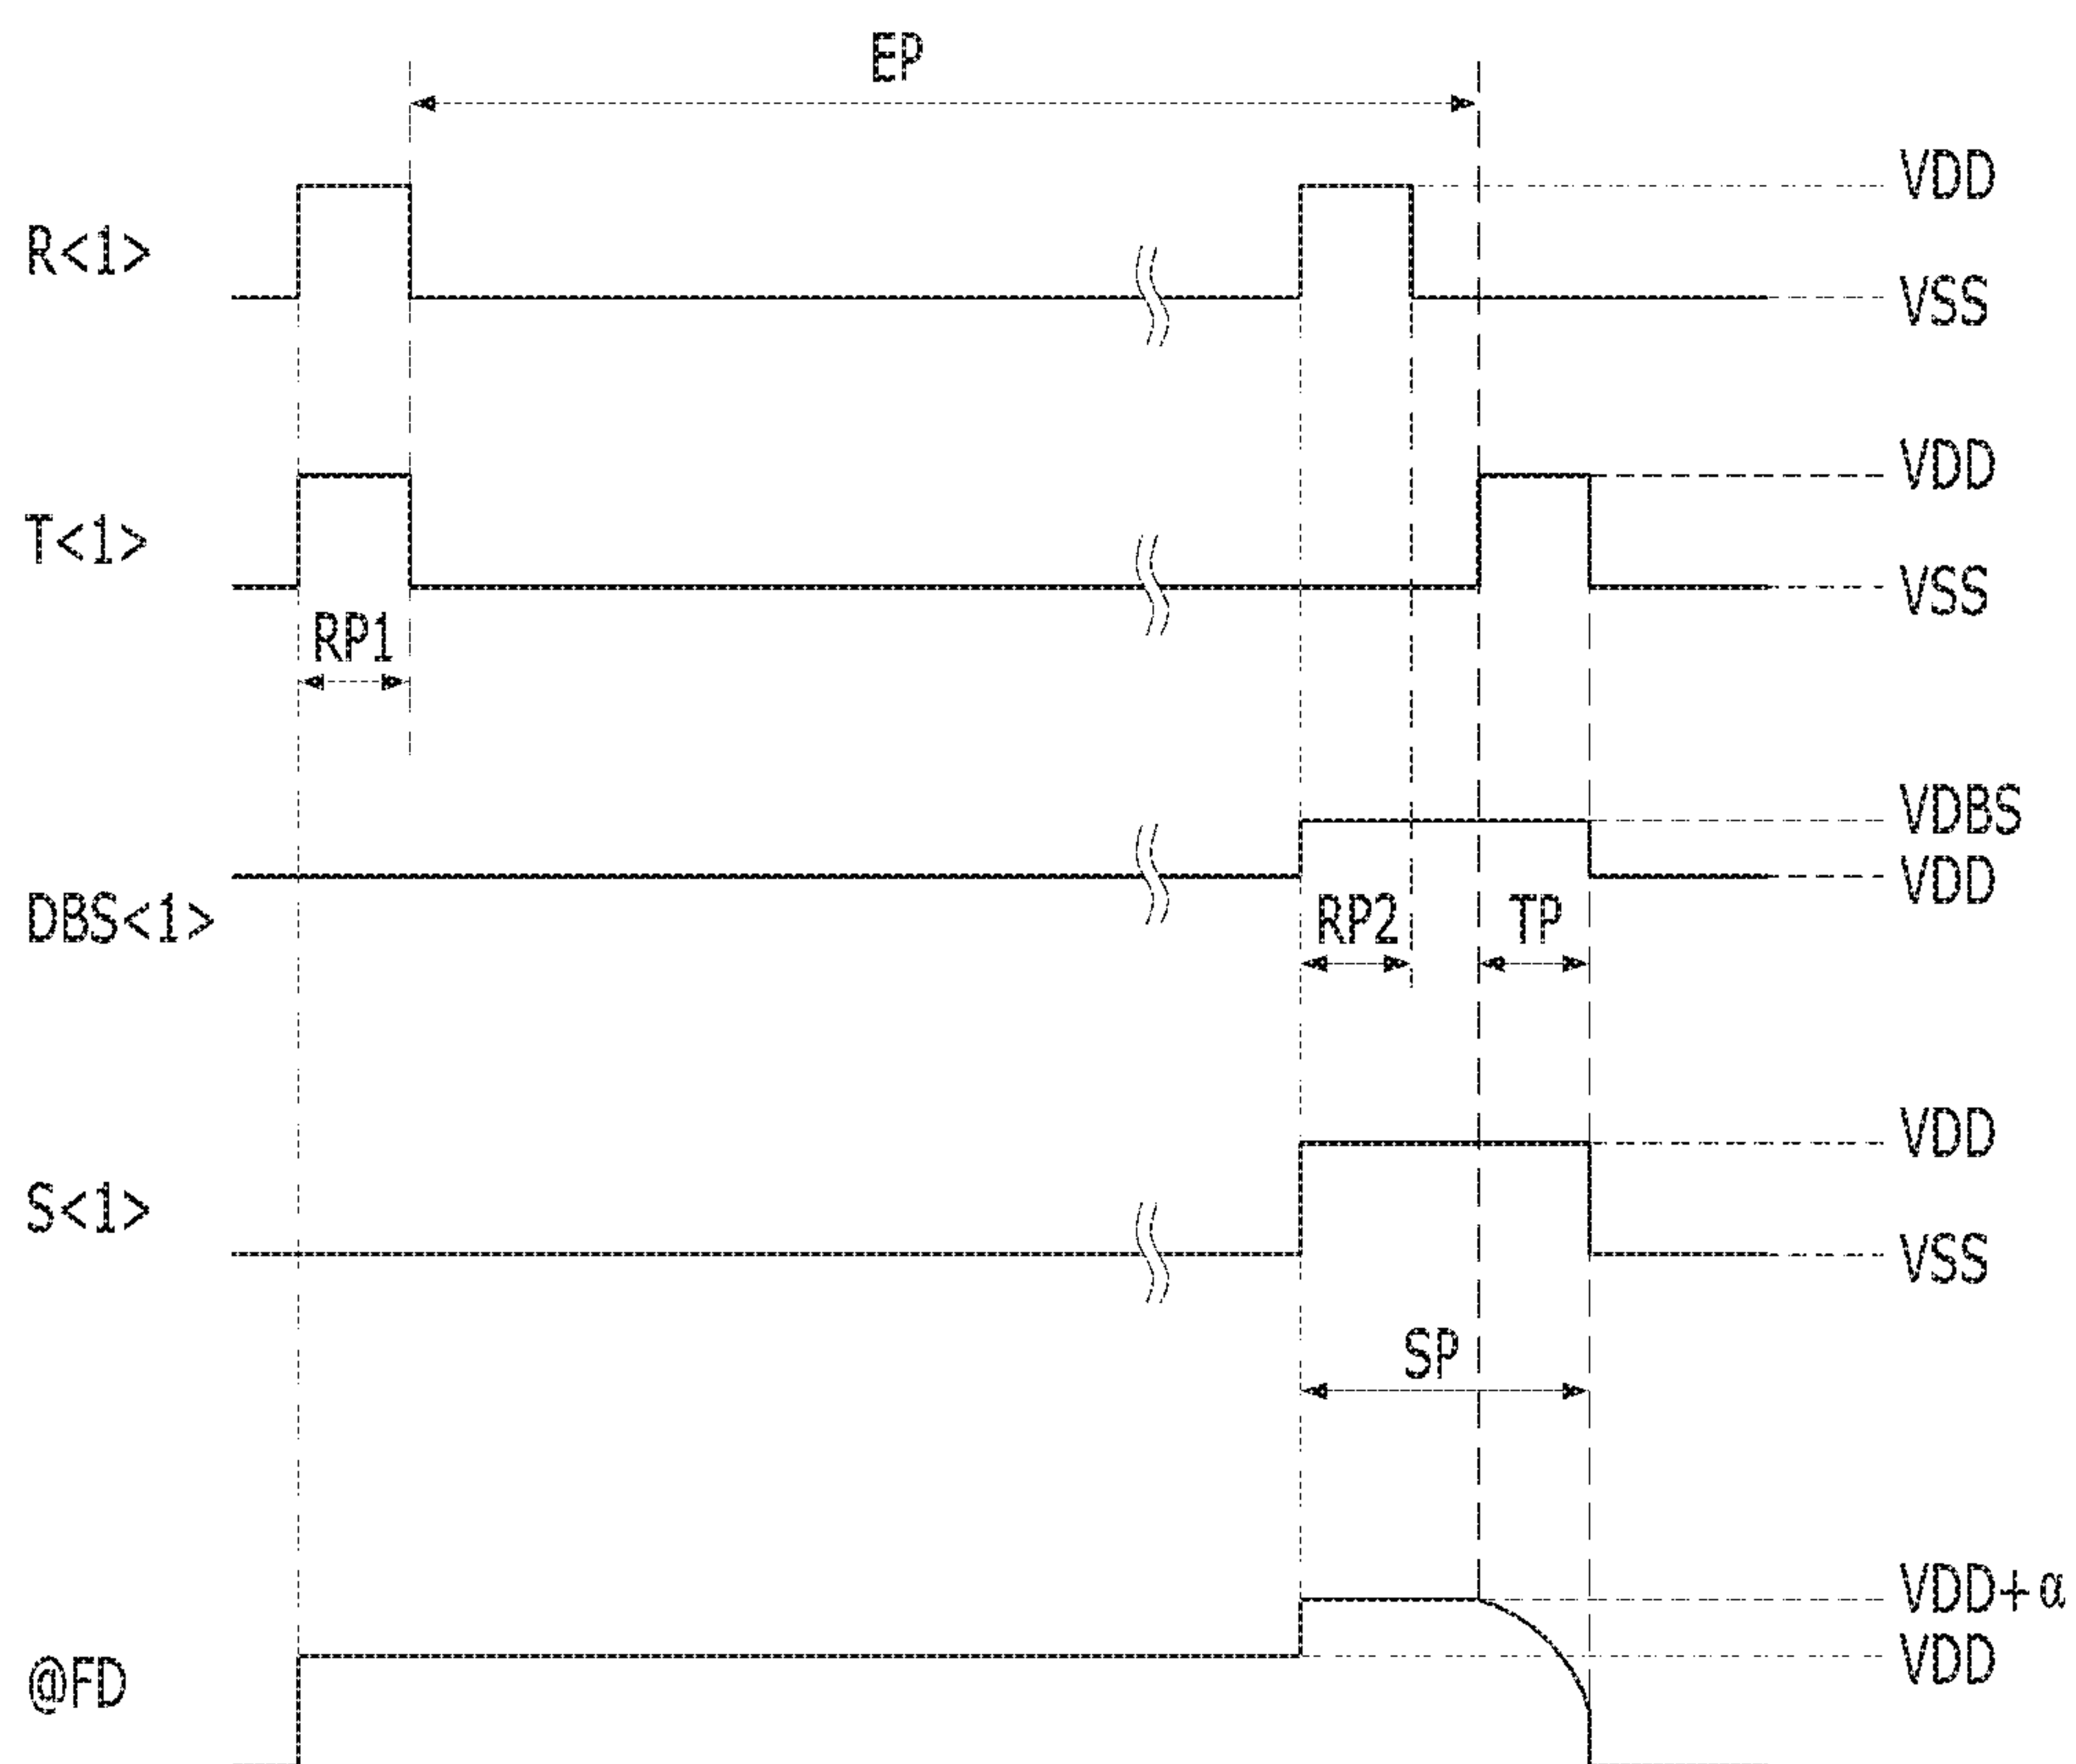 EP
VDD
R<1>
VSS
VDD
T<1>
VSS
RP1
VDBS
VDD
DBS<1>
RP2
TP
VDD
S<1>
VSS
SP
VDD+α
VDD
@FD